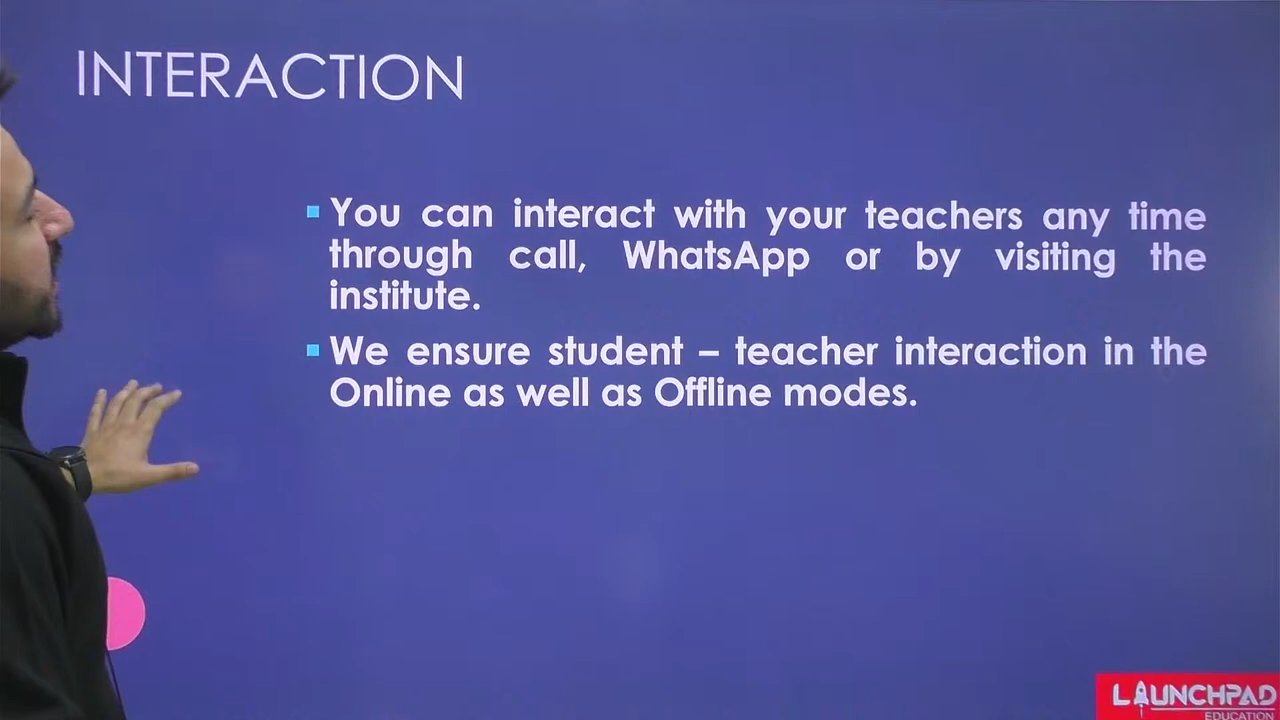 INTERACTION
You can interact with your teachers any time
through call, WhatsApp or by visiting the
institute.
We ensure student – teacher interaction in the
Online as well as Offline modes.
LAUNCHPAD
EDUCATION